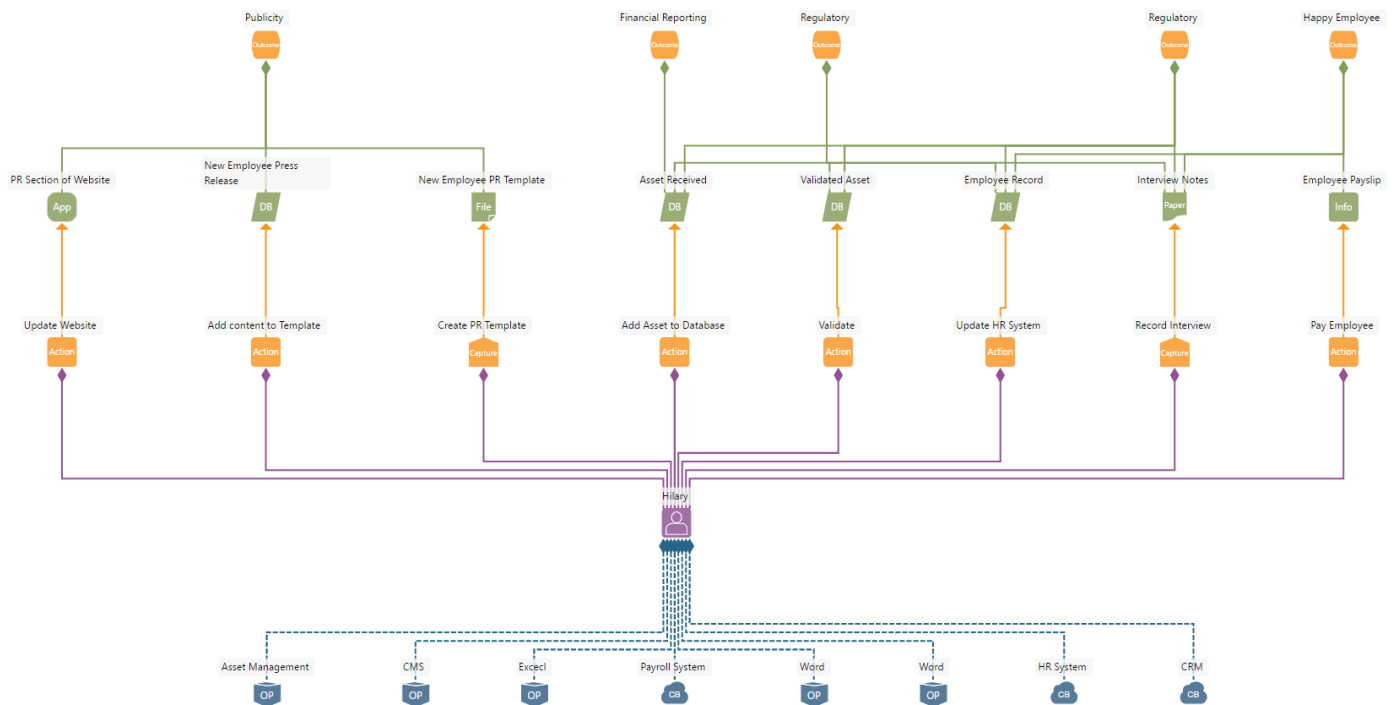 Publicity
Financial Reporting
Regulatory
Regulatory
Happy Employee
Outcome
Outcome
Outcome
Outcome
Outcome
PR Section of Website
New Employee Press
Release
New Employee PR Template
Asset Received
Validated Asset
Employee Record
Interview Notes
Employee Payslip
App
DB
File
DB
DB
DB
Paper
Info
Update Website
Add content to Template
Create PR Template
Add Asset to Database
Validate
Update HR System
Record Interview
Pay Employee
Action
Action
Capture
Action
Action
Action
Capture
Action
Hilary
Asset Management
CMS
Excecl
Payroll System
Word
Word
HR System
CRM
OP
OP
OP
CB
OP
OP
CB
CB